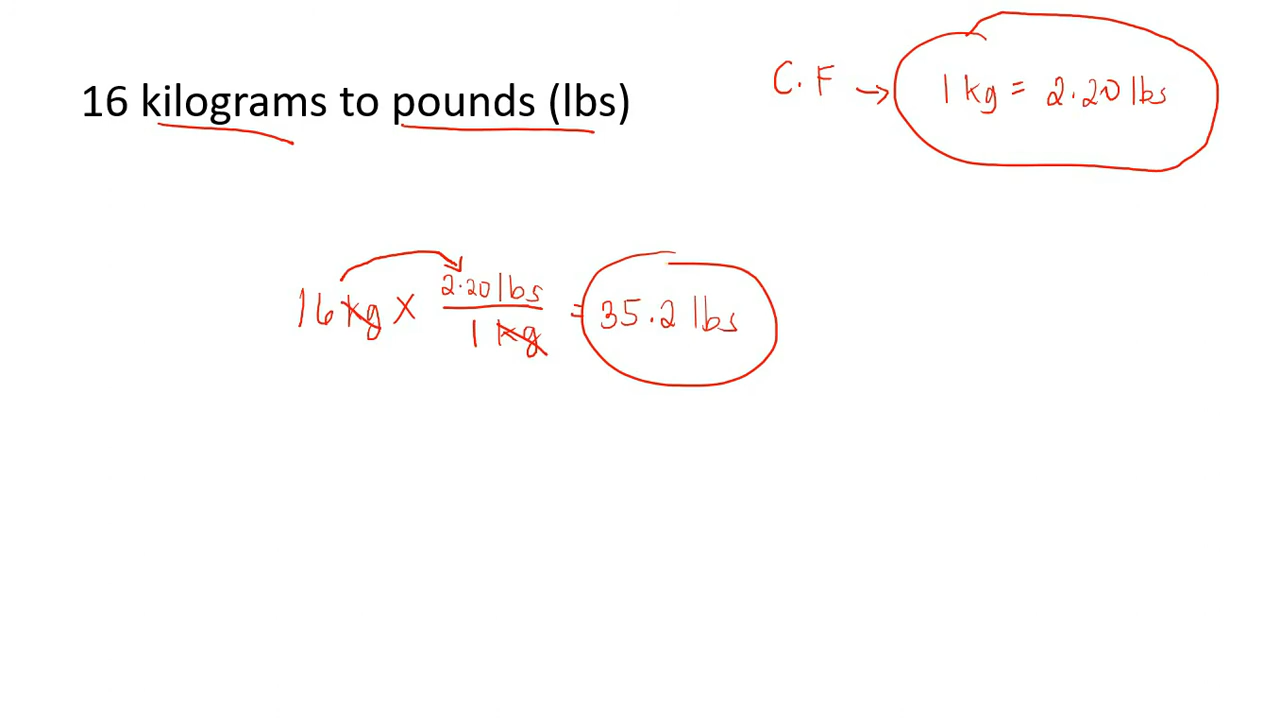 16 kilograms to pounds (lbs)
C.F → 1 kg = 2.20 lbs
16 kg x 2.20 lbs / 1 kg = 35.2 lbs